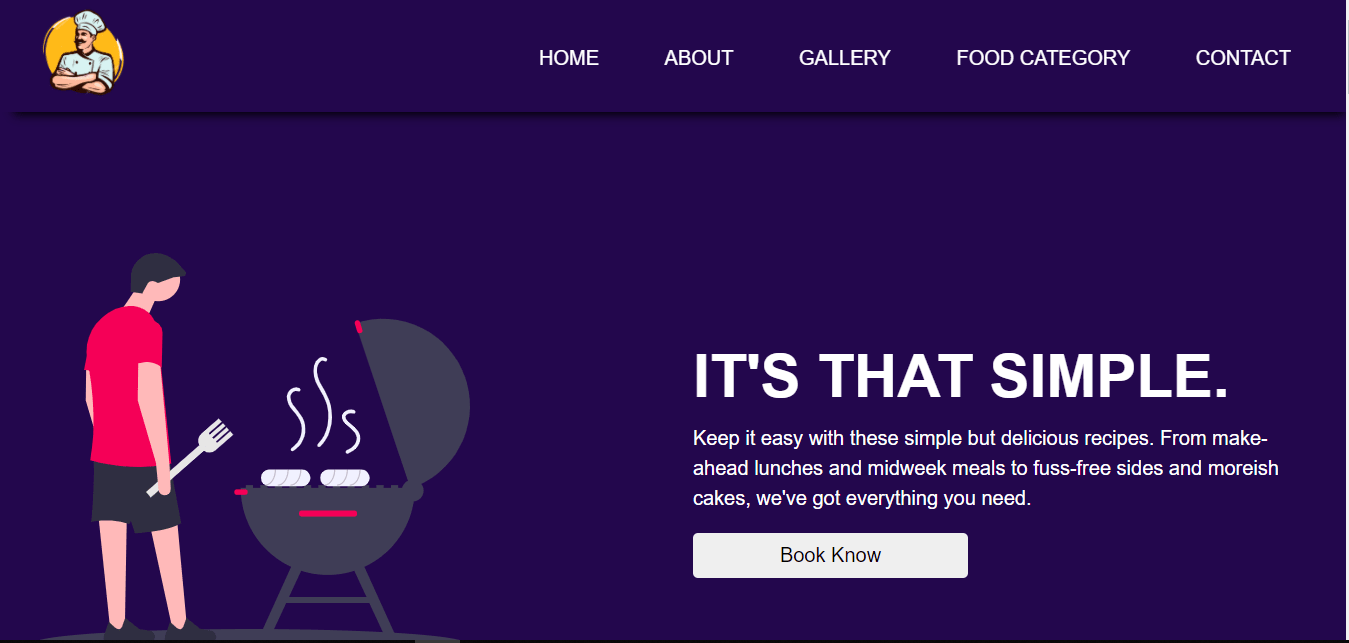 HOME ABOUT GALLERY FOOD CATEGORY CONTACT
IT'S THAT SIMPLE.
Keep it easy with these simple but delicious recipes. From make-
ahead lunches and midweek meals to fuss-free sides and moreish
cakes, we've got everything you need.
Book Know